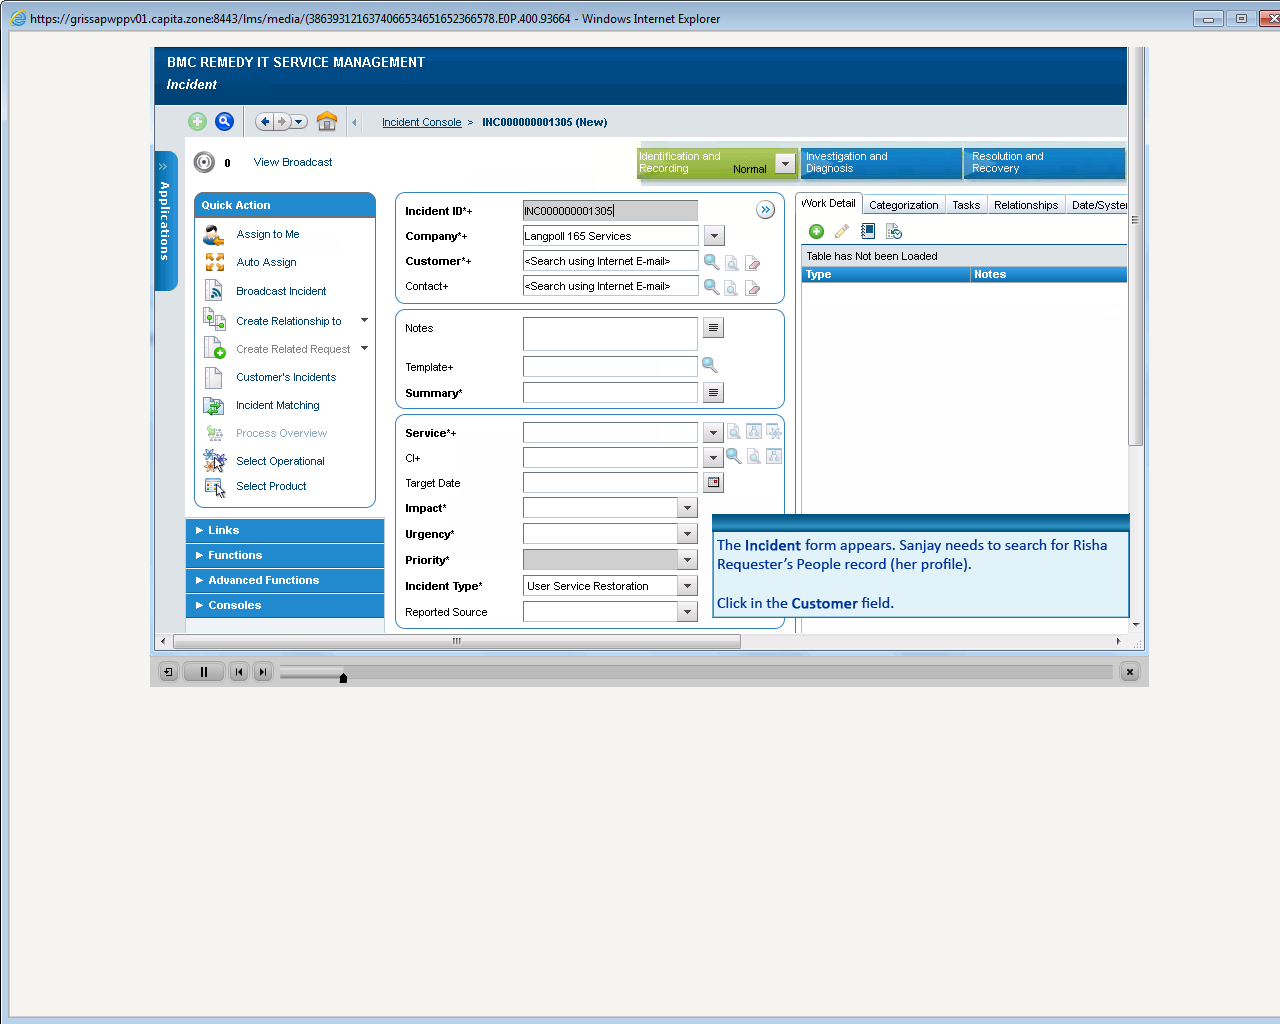 https://grissapwppv01.capita.zone:8443/lms/media/(3863931216374066534651652366578.E0P.400.93664 - Windows Internet Explorer
BMC REMEDY IT SERVICE MANAGEMENT
Incident
Incident Console > INC000000001305 (New)
0 View Broadcast
Identification and Recording Normal
Investigation and Diagnosis
Resolution and Recovery
Applications
Quick Action
Assign to Me
Auto Assign
Broadcast Incident
Create Relationship to
Create Related Request
Customer's Incidents
Incident Matching
Process Overview
Select Operational
Select Product
Links
Functions
Advanced Functions
Consoles
Incident ID*+ INC000000001305
Company*+ Langpoll 165 Services
Customer*+ <Search using Internet E-mail>
Contact+ <Search using Internet E-mail>
Notes
Template+
Summary*
Service*+
CI+
Target Date
Impact*
Urgency*
Priority*
Incident Type* User Service Restoration
Reported Source
Work Detail Categorization Tasks Relationships Date/System
Table has Not been Loaded
Type Notes
The Incident form appears. Sanjay needs to search for Risha
Requester's People record (her profile).
Click in the Customer field.